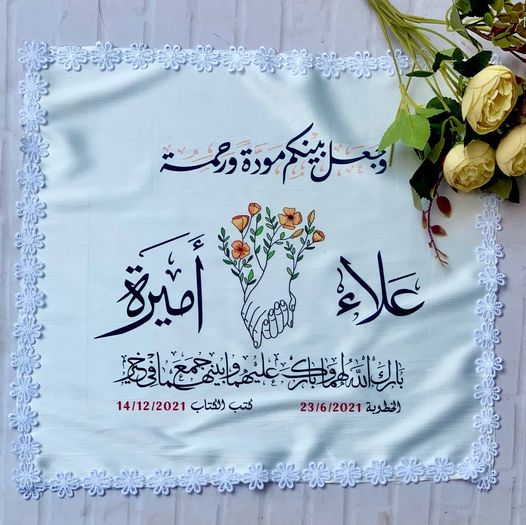 وجعل بينكم مودة ورحمة
علاء أميرة
بارك الله لهما وبارك عليهما وجمع بينهما في خير
الخطوبة 23/6/2021 كتب الكتاب 14/12/2021